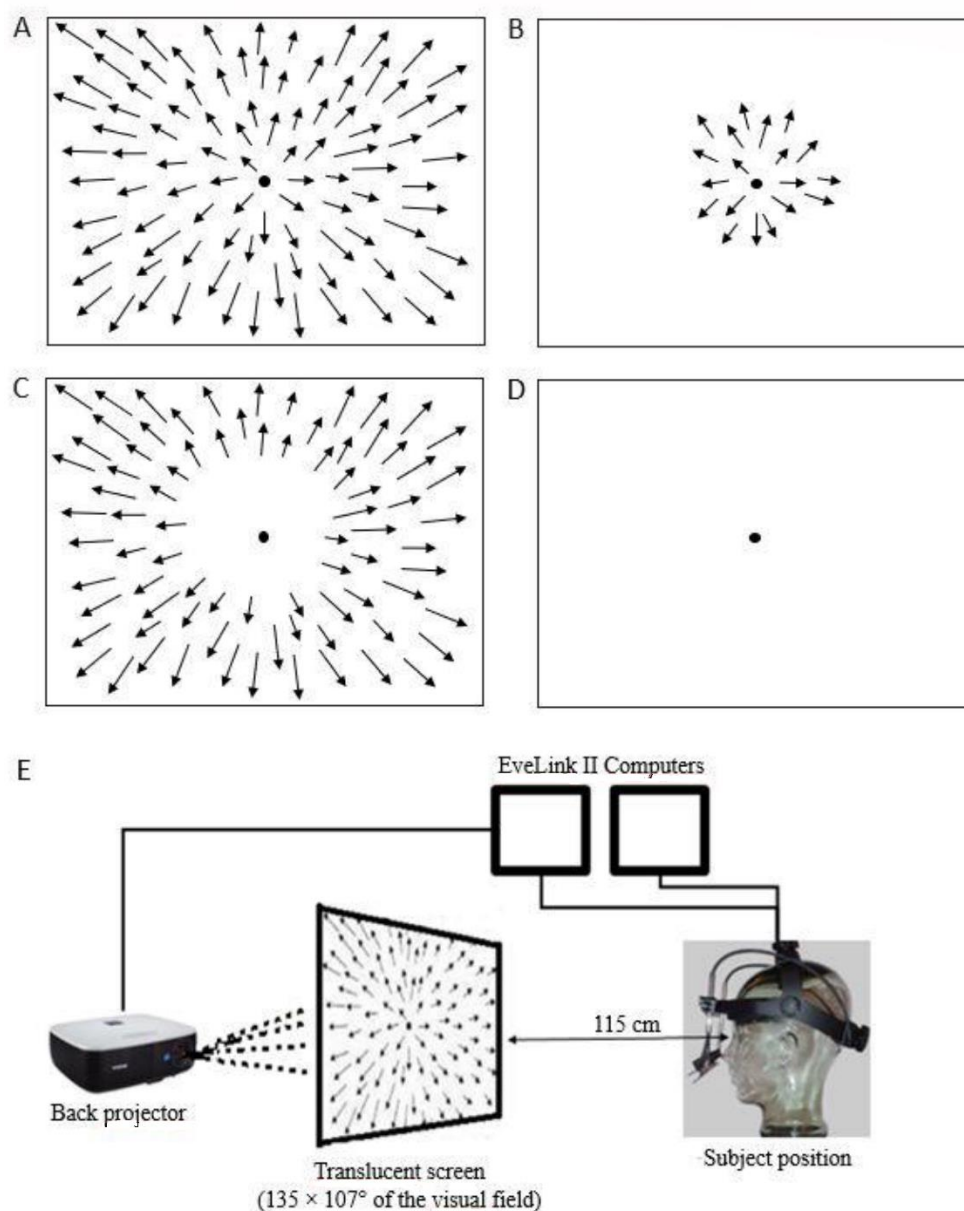 A
B
C
D
E
EveLink II Computers
115 cm
Back projector
Translucent screen
(135 × 107° of the visual field)
Subject position